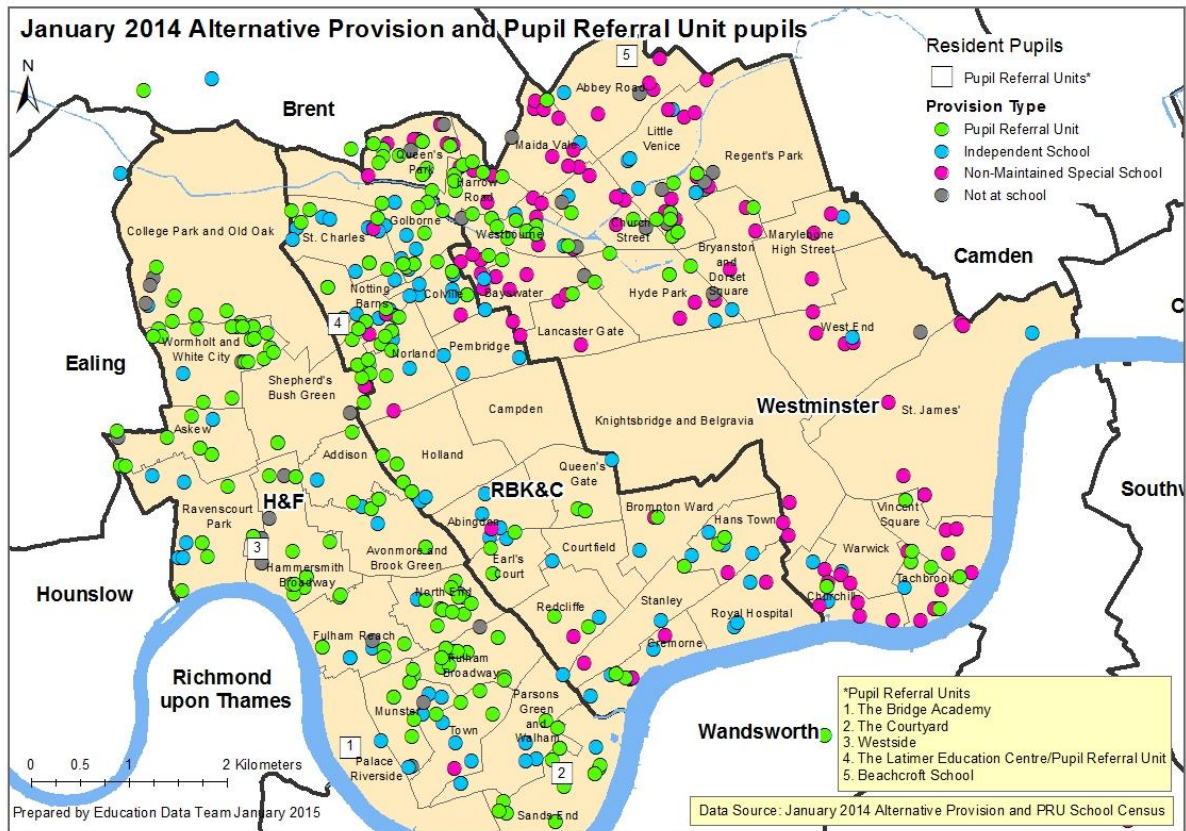 January 2014 Alternative Provision and Pupil Referral Unit pupils
N
5
Resident Pupils
Pupil Referral Units*
Provision Type
Pupil Referral Unit
Independent School
Non-Maintained Special School
Not at school
Brent
Abbey Road
Maida Vale
Little
Venice
Regent's Park
Queen's
Park
Harrow
Road
College Park and Old Oak
St. Charles
Golborne
Westbourne
Church
Street
Bryanston
and
Dorset
Square
Marylebone
High Street
Camden
Notting
Barns
Colville
Bayswater
Hyde Park
4
Lancaster Gate
West End
Wormholt and
White City
Norland
Pembridge
Ealing
Shepherd's
Bush Green
Campden
Knightsbridge and Belgravia
Westminster
St. James'
Askew
Addison
Holland
Queen's
Gate
H&F
RBK&C
Ravenscourt
Park
Abingdon
Brompton Ward
Hans Town
Vincent
Square
Southw
3
Avonmore and
Brook Green
Earl's
Court
Courtfield
Warwick
Hammersmith
Broadway
Tachbrook
Hounslow
North End
Churchill
Redcliffe
Stanley
Royal Hospital
Fulham Reach
Cremorne
Fulham
Broadway
Richmond
upon Thames
Parsons
Green
and
Walham
Munster
Town
Wandsworth
1
Palace
Riverside
2
Sands End
0 0.5 1 2 Kilometers
Prepared by Education Data Team January 2015
*Pupil Referral Units
1. The Bridge Academy
2. The Courtyard
3. Westside
4. The Latimer Education Centre/Pupil Referral Unit
5. Beachcroft School
Data Source: January 2014 Alternative Provision and PRU School Census